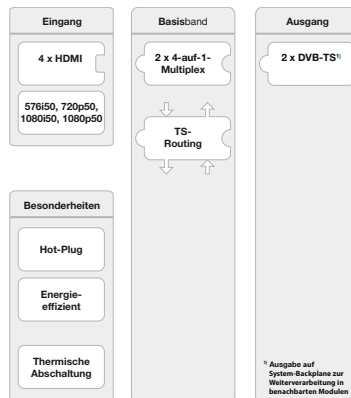 Eingang
4 x HDMI
576i50, 720p50,
1080i50, 1080p50
Besonderheiten
Hot-Plug
Energie-
effizient
Thermische
Abschaltung
Basisband
2 x 4-auf-1-
Multiplex
TS-
Routing
Ausgang
2 x DVB-TS¹⁾
¹⁾ Ausgabe auf
System-Backplane zur
Weiterverarbeitung in
benachbarten Modulen